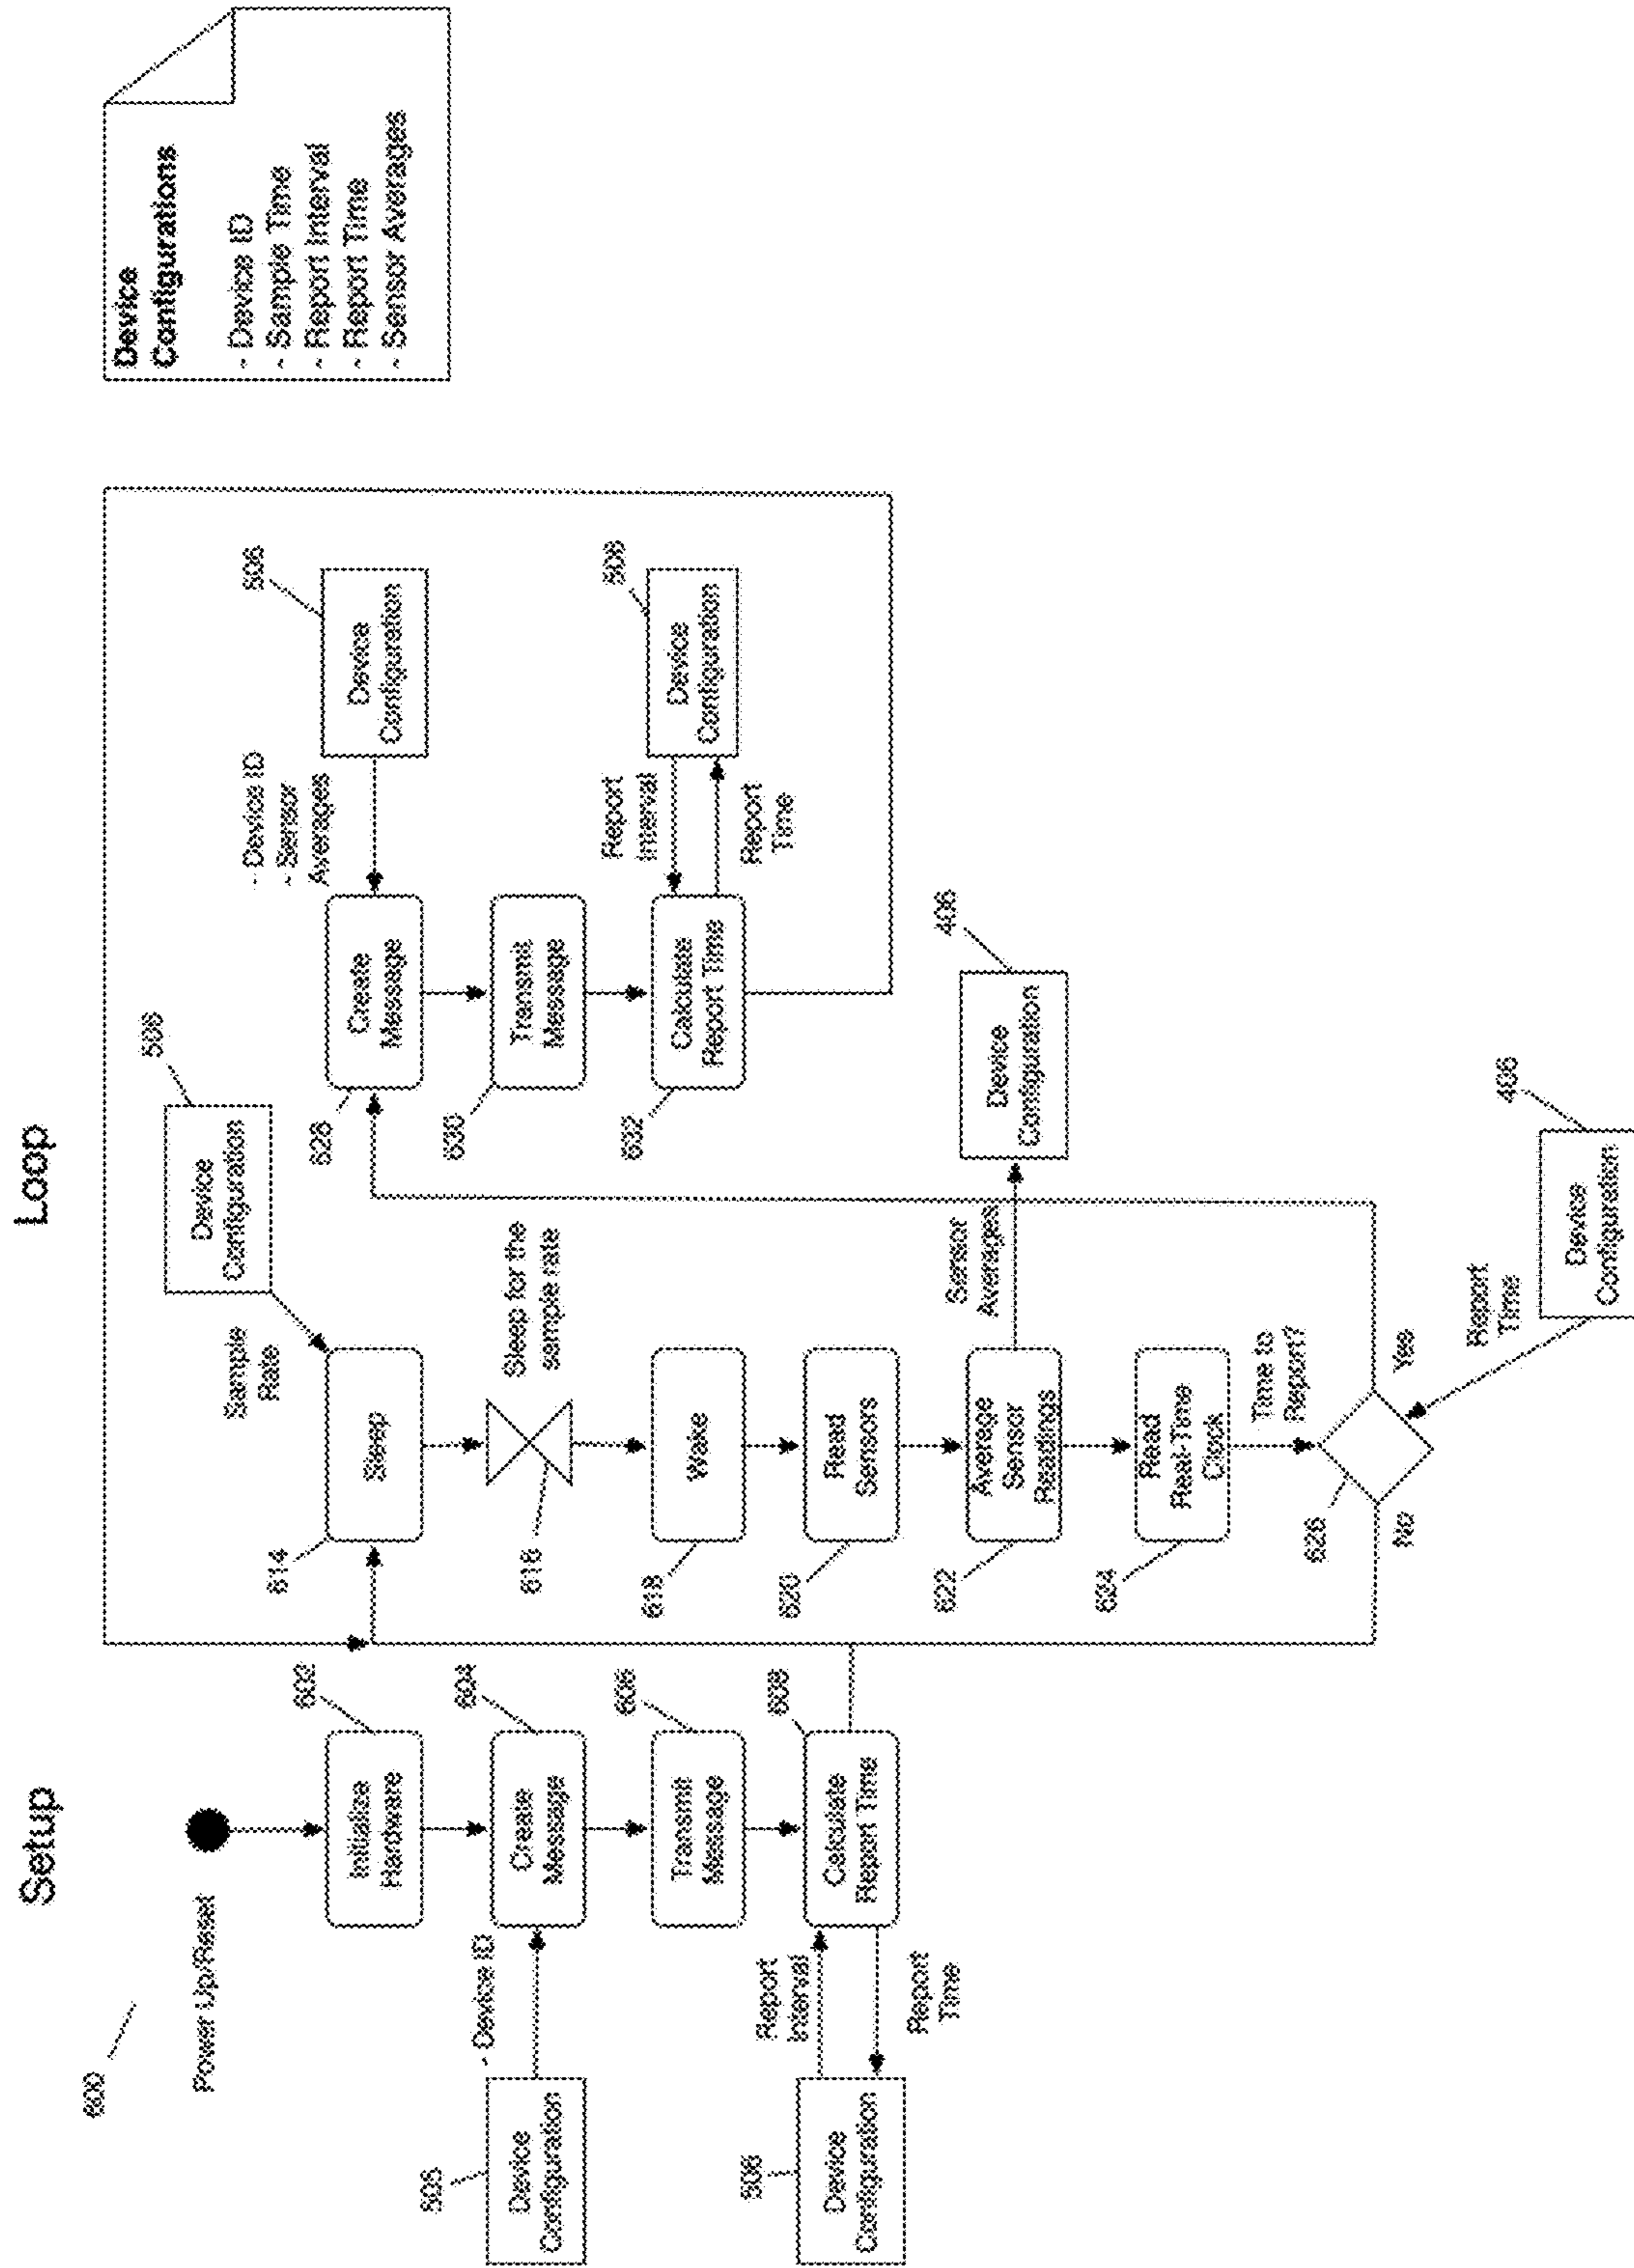 Setup
Loop
600
Power Up/Reset
Initialise
Hardware
602
- Device ID
Device
Configuration
506
Create
Message
604
Transmit
Message
606
Report
Interval
Calculate
Report Time
608
Report
Time
Device
Configuration
506
Device
Configuration
506
Sample
Rate
Sleep
614
Sleep for the
sample rate
616
Wake
618
Read
Sensors
620
Average
Sensor
Readings
622
Sensor
Averages
Device
Configuration
406
Read
Real-Time
Clock
624
Time to
Report?
626
No
Yes
Report
Time
Device
Configuration
406
- Device ID
- Sensor
Averages
Device
Configuration
506
Create
Message
628
Transmit
Message
630
Report
Interval
Calculate
Report Time
632
Report
Time
Device
Configuration
506
Device
Configurations
- Device ID
- Sample Time
- Report Interval
- Report Time
- Sensor Averages